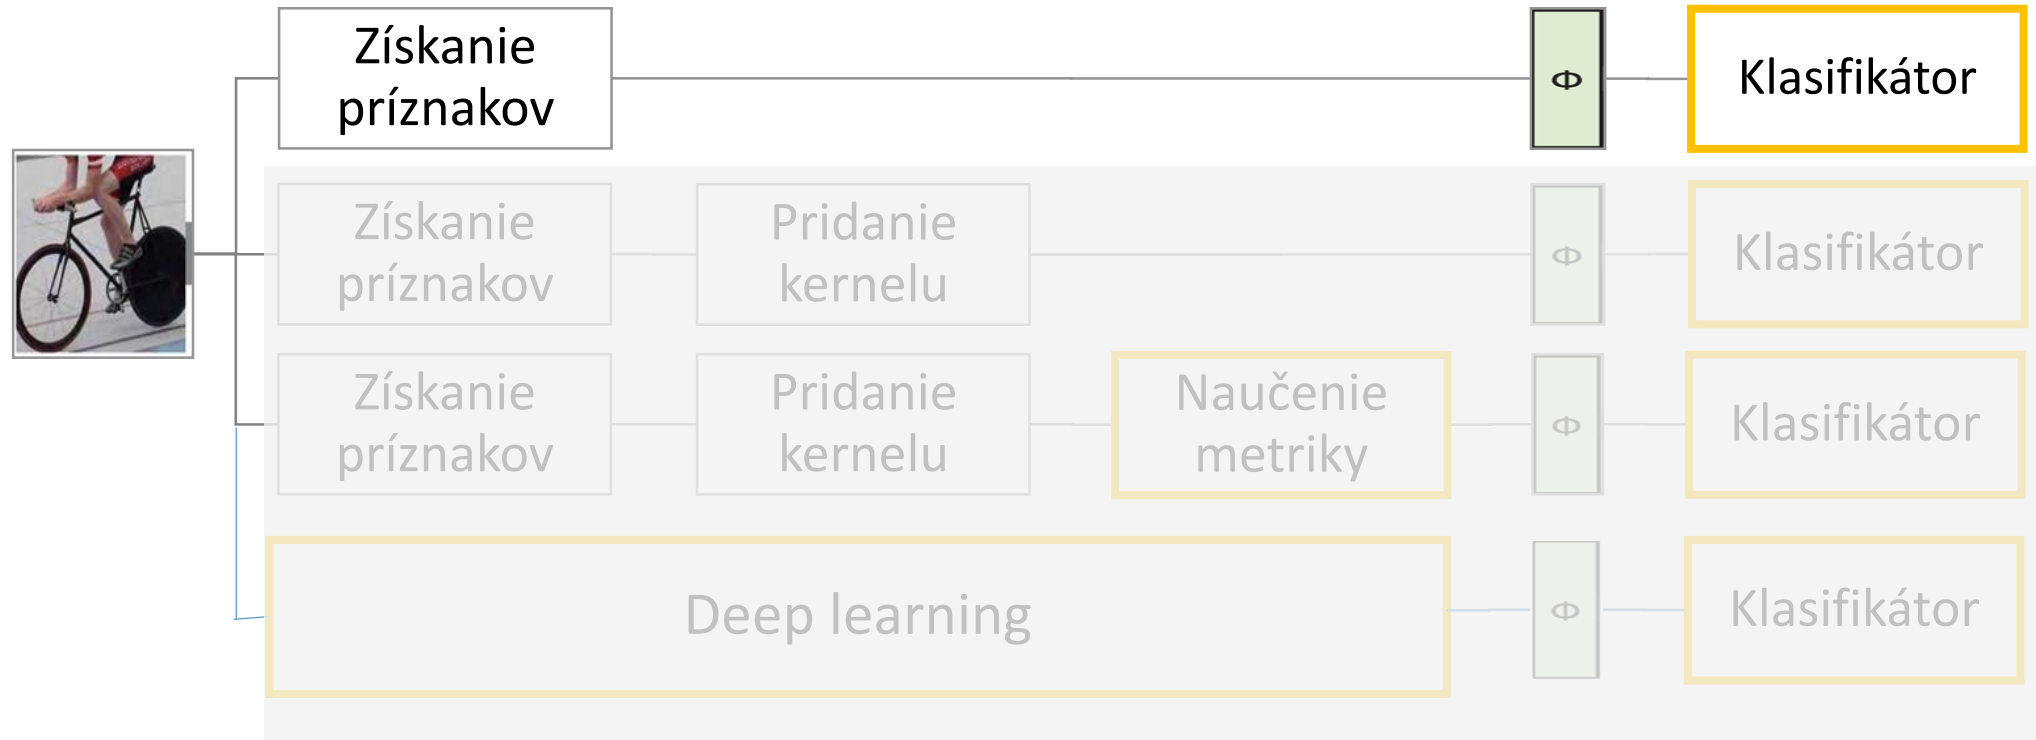 Získanie
príznakov
Φ
Klasifikátor
Získanie
príznakov
Pridanie
kernelu
Φ
Klasifikátor
Získanie
príznakov
Pridanie
kernelu
Naučenie
metriky
Φ
Klasifikátor
Deep learning
Φ
Klasifikátor